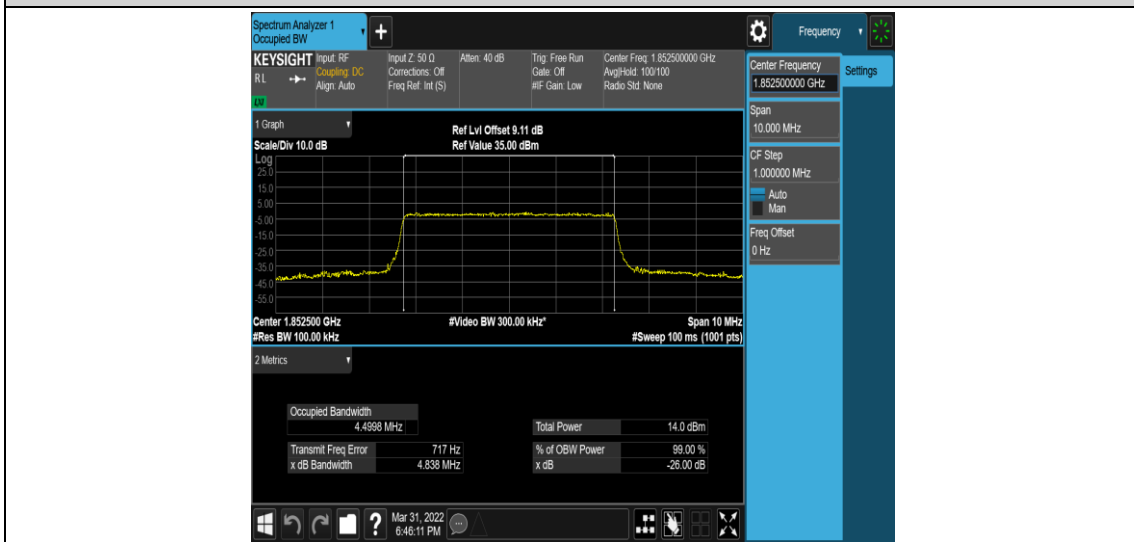 Spectrum Analyzer 1
Occupied BW
+
Frequency
KEYSIGHT
RL
LXI
Input: RF
Coupling: DC
Align: Auto
Input Z: 50 Ω
Corrections: Off
Freq Ref: Int (S)
Atten: 40 dB
Trig: Free Run
Gate: Off
#IF Gain: Low
Center Freq: 1.852500000 GHz
Avg|Hold: 100/100
Radio Std: None
Center Frequency
1.852500000 GHz
Settings
Span
10.000 MHz
CF Step
1.000000 MHz
Auto
Man
Freq Offset
0 Hz
1 Graph
Scale/Div 10.0 dB
Ref Lvl Offset 9.11 dB
Ref Value 35.00 dBm
Log
25.0
15.0
5.00
-5.00
-15.0
-25.0
-35.0
-45.0
-55.0
Center 1.852500 GHz
#Res BW 100.00 kHz
#Video BW 300.00 kHz*
Span 10 MHz
#Sweep 100 ms (1001 pts)
2 Metrics
Occupied Bandwidth
4.4998 MHz
Total Power 14.0 dBm
Transmit Freq Error 717 Hz
% of OBW Power 99.00 %
x dB Bandwidth 4.838 MHz
x dB -26.00 dB
?
Mar 31, 2022
6:46:11 PM